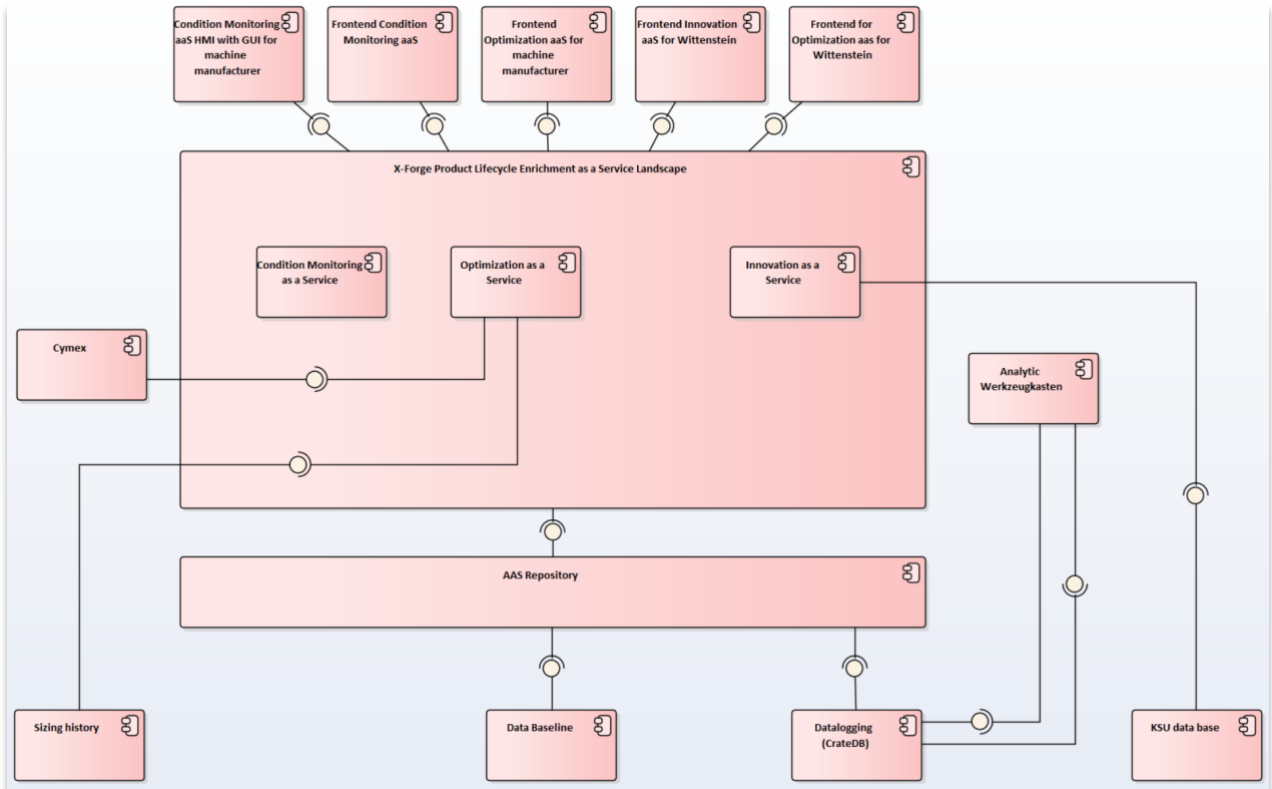 Condition Monitoring
aaS HMI with GUI for
machine
manufacturer
Frontend Condition
Monitoring aaS
Frontend
Optimization aaS for
machine
manufacturer
Frontend Innovation
aaS for Wittenstein
Frontend for
Optimization aas for
Wittenstein
X-Forge Product Lifecycle Enrichment as a Service Landscape
Condition Monitoring
as a Service
Optimization as a
Service
Innovation as a
Service
Cymex
Analytic
Werkzeugkasten
AAS Repository
Sizing history
Data Baseline
Datalogging
(CrateDB)
KSU data base